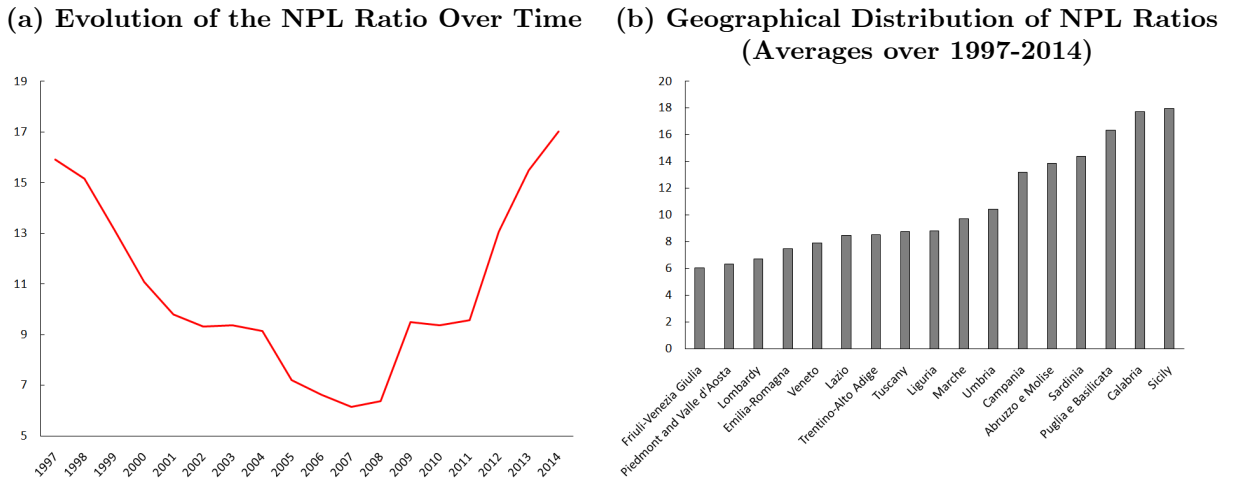 (a) Evolution of the NPL Ratio Over Time
19
17
15
13
11
9
7
5
1997
1998
1999
2000
2001
2002
2003
2004
2005
2006
2007
2008
2009
2010
2011
2012
2013
2014
(b) Geographical Distribution of NPL Ratios
(Averages over 1997-2014)
20
18
16
14
12
10
8
6
4
2
0
Friuli-Venezia Giulia
Piedmont and Valle d'Aosta
Lombardy
Emilia-Romagna
Veneto
Lazio
Trentino-Alto Adige
Tuscany
Liguria
Marche
Umbria
Campania
Abruzzo e Molise
Sardinia
Puglia e Basilicata
Calabria
Sicily